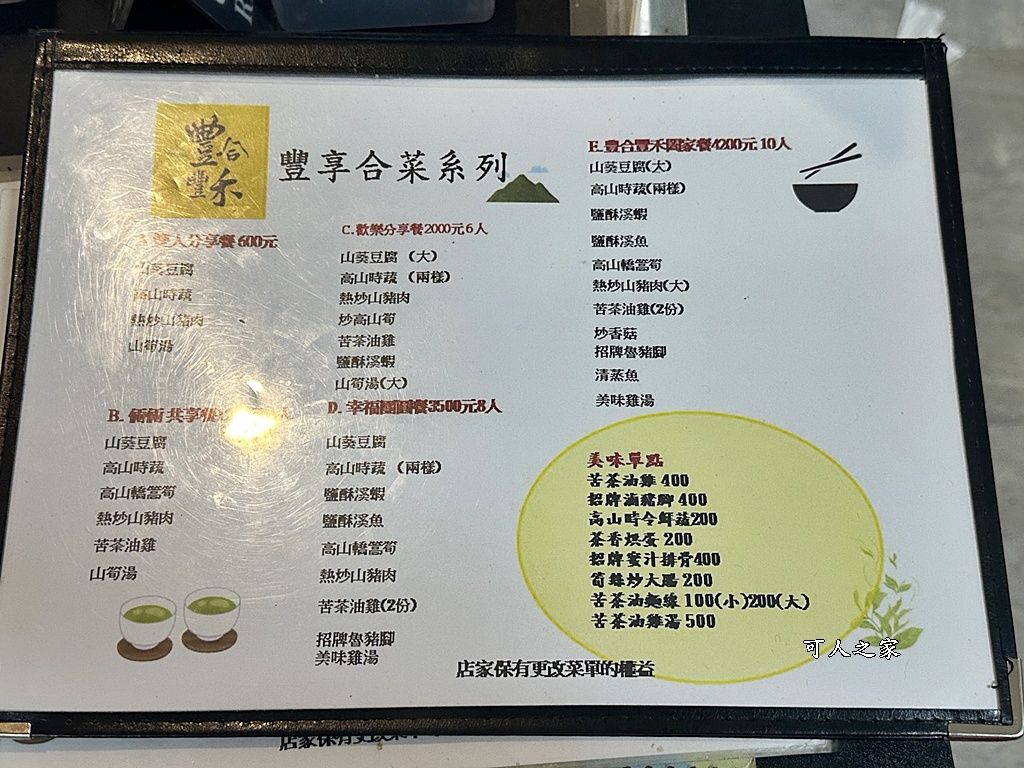 豐合
豐禾
豐享合菜系列
雙人分享餐 600元
山葵豆腐
高山時蔬
熱炒山豬肉
山筍湯
B. 俩俩 共享
山葵豆腐
高山時蔬
高山轎篙筍
熱炒山豬肉
苦茶油雞
山筍湯
C.歡樂分享餐 2000元 6人
山葵豆腐 (大)
高山時蔬 (兩樣)
熱炒山豬肉
炒高山筍
苦茶油雞
鹽酥溪蝦
山筍湯(大)
D. 幸福團圓餐3500元8人
山葵豆腐
高山時蔬 (兩樣)
鹽酥溪蝦
鹽酥溪魚
高山轎篙筍
熱炒山豬肉
苦茶油雞(2份)
招牌魯豬腳
美味雞湯
E. 豐合豐禾闔家餐4200元 10人
山葵豆腐(大)
高山時蔬(兩樣)
鹽酥溪蝦
鹽酥溪魚
高山轎篙筍
熱炒山豬肉(大)
苦茶油雞(2份)
炒香菇
招牌魯豬腳
清蒸魚
美味雞湯
美味單點
苦茶油雞 400
招牌滷豬腳 400
高山時令鮮蔬200
茶香烘蛋 200
招牌蜜汁排骨400
筍絲炒大腸 200
苦茶油麵線 100(小)200(大)
苦茶油雞湯 500
店家保有更改菜單的權益
可人之家
店家保有更改菜